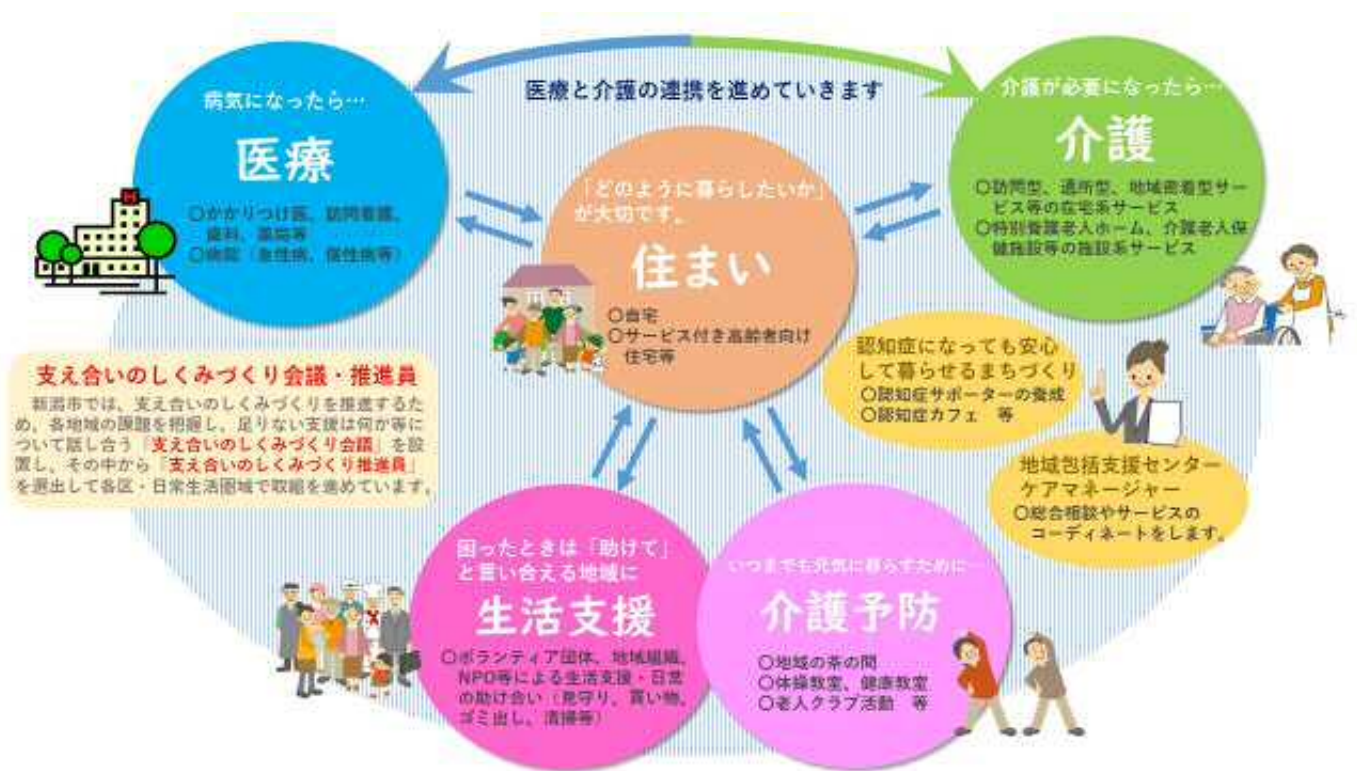 医療と介護の連携を進めていきます
病気になったら…
医療
○かかりつけ医、訪問看護、
歯科、薬局等
○病院（急性病、慢性病等）
介護が必要になったら…
介護
○訪問型、通所型、地域密着型サー
ビス等の在宅系サービス
○特別養護老人ホーム、介護老人保
健施設等の施設系サービス
「どのように暮らしたいか」
が大切です。
住まい
○自宅
○サービス付き高齢者向け
住宅等
認知症になっても安心
して暮らせるまちづくり
○認知症サポーターの養成
○認知症カフェ 等
支え合いのしくみづくり会議・推進員
新潟市では、支え合いのしくみづくりを推進するた
め、各地域の課題を把握し、足りない支援は何か等に
ついて話し合う「支え合いのしくみづくり会議」を設
置し、その中から「支え合いのしくみづくり推進員」
を選出して各区・日常生活圏域で取組を進めています。
地域包括支援センター
ケアマネージャー
○総合相談やサービスの
コーディネートをします。
困ったときは「助けて」
と言い合える地域に
生活支援
○ボランティア団体、地域組織、
NPO等による生活支援・日常
の助け合い（見守り、買い物、
ゴミ出し、清掃等）
いつまでも元気に暮らすために…
介護予防
○地域の茶の間
○体操教室、健康教室
○老人クラブ活動 等